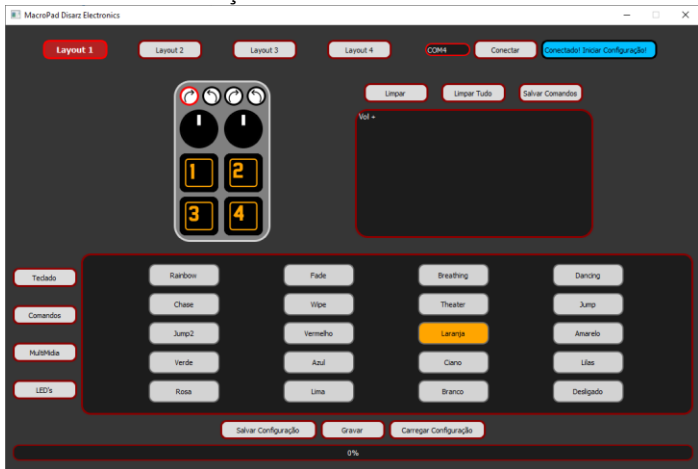 MacroPad Disarz Electronics
Layout 1 Layout 2 Layout 3 Layout 4 COM4 Conectar Conectado! Iniciar Configuração!
Limpar Limpar Tudo Salvar Comandos
Vol +
1 2
3 4
Teclado
Comandos
MultiMidia
LED's
Rainbow Fade Breathing Dancing
Chase Wipe Theater Jump
Jump2 Vermelho Laranja Amarelo
Verde Azul Ciano Lilas
Rosa Lima Branco Desligado
Salvar Configuração Gravar Carregar Configuração
0%